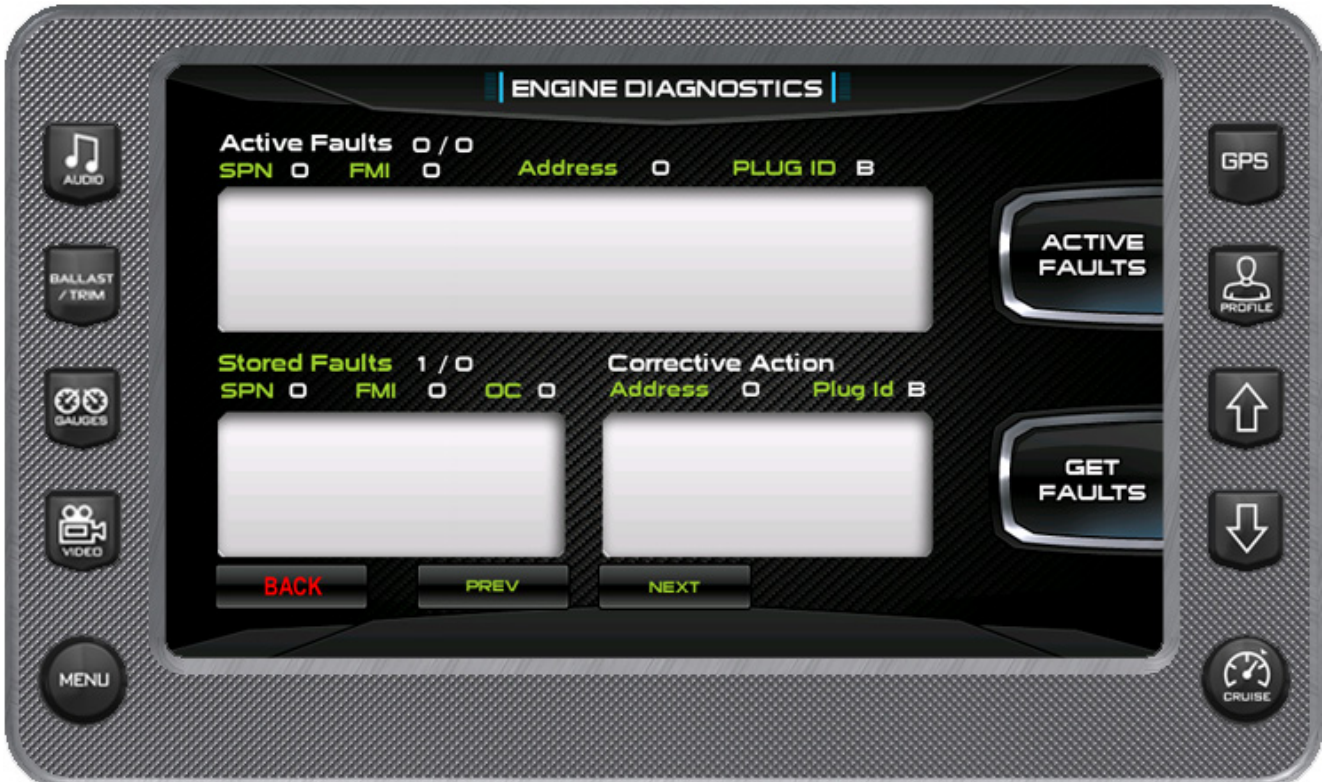 ENGINE DIAGNOSTICS
Active Faults 0 / 0
SPN 0 FMI 0 Address 0 PLUG ID B
ACTIVE
FAULTS
Stored Faults 1 / 0
SPN 0 FMI 0 OC 0
Corrective Action
Address 0 Plug Id B
GET
FAULTS
BACK
PREV
NEXT
AUDIO
BALLAST
/ TRIM
GAUGES
VIDEO
MENU
GPS
PROFILE
CRUISE